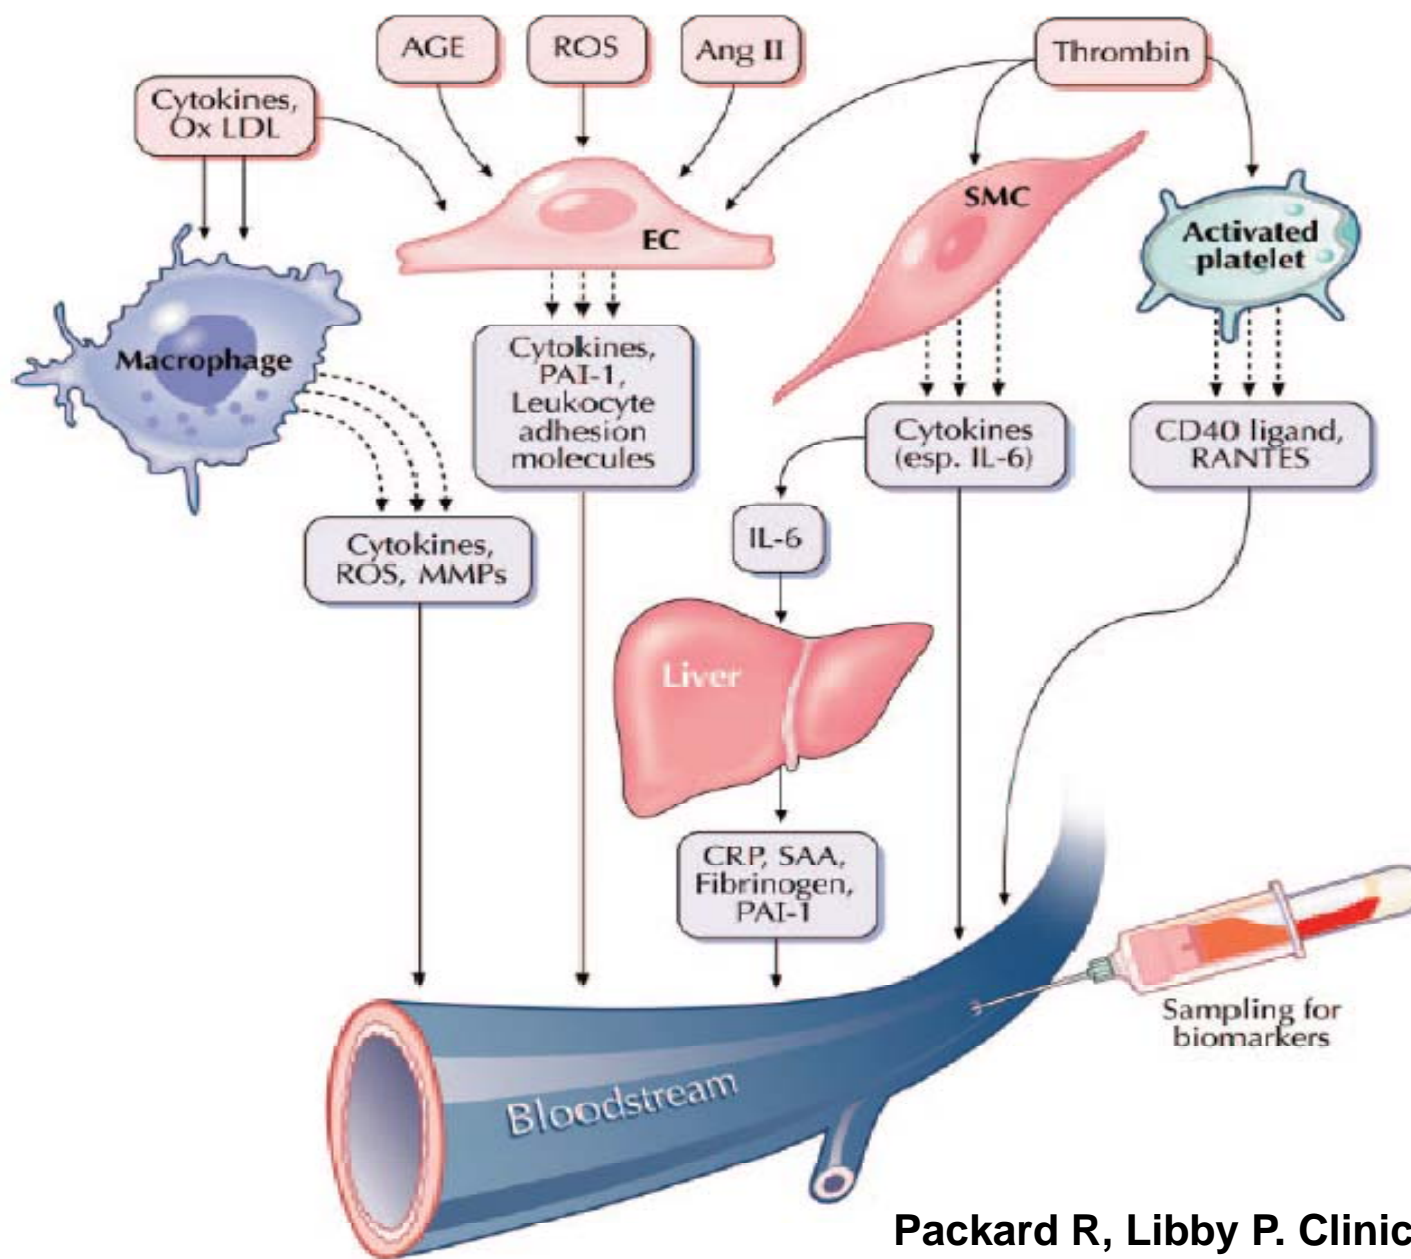 AGE
ROS
Ang II
Thrombin
Cytokines,
Ox LDL
SMC
EC
Activated
platelet
Macrophage
Cytokines,
PAI-1,
Leukocyte
adhesion
molecules
Cytokines
(esp. IL-6)
CD40 ligand,
RANTES
IL-6
Cytokines,
ROS, MMPs
Liver
CRP, SAA,
Fibrinogen,
PAI-1
Sampling for
biomarkers
Bloodstream
Packard R, Libby P. Clinic